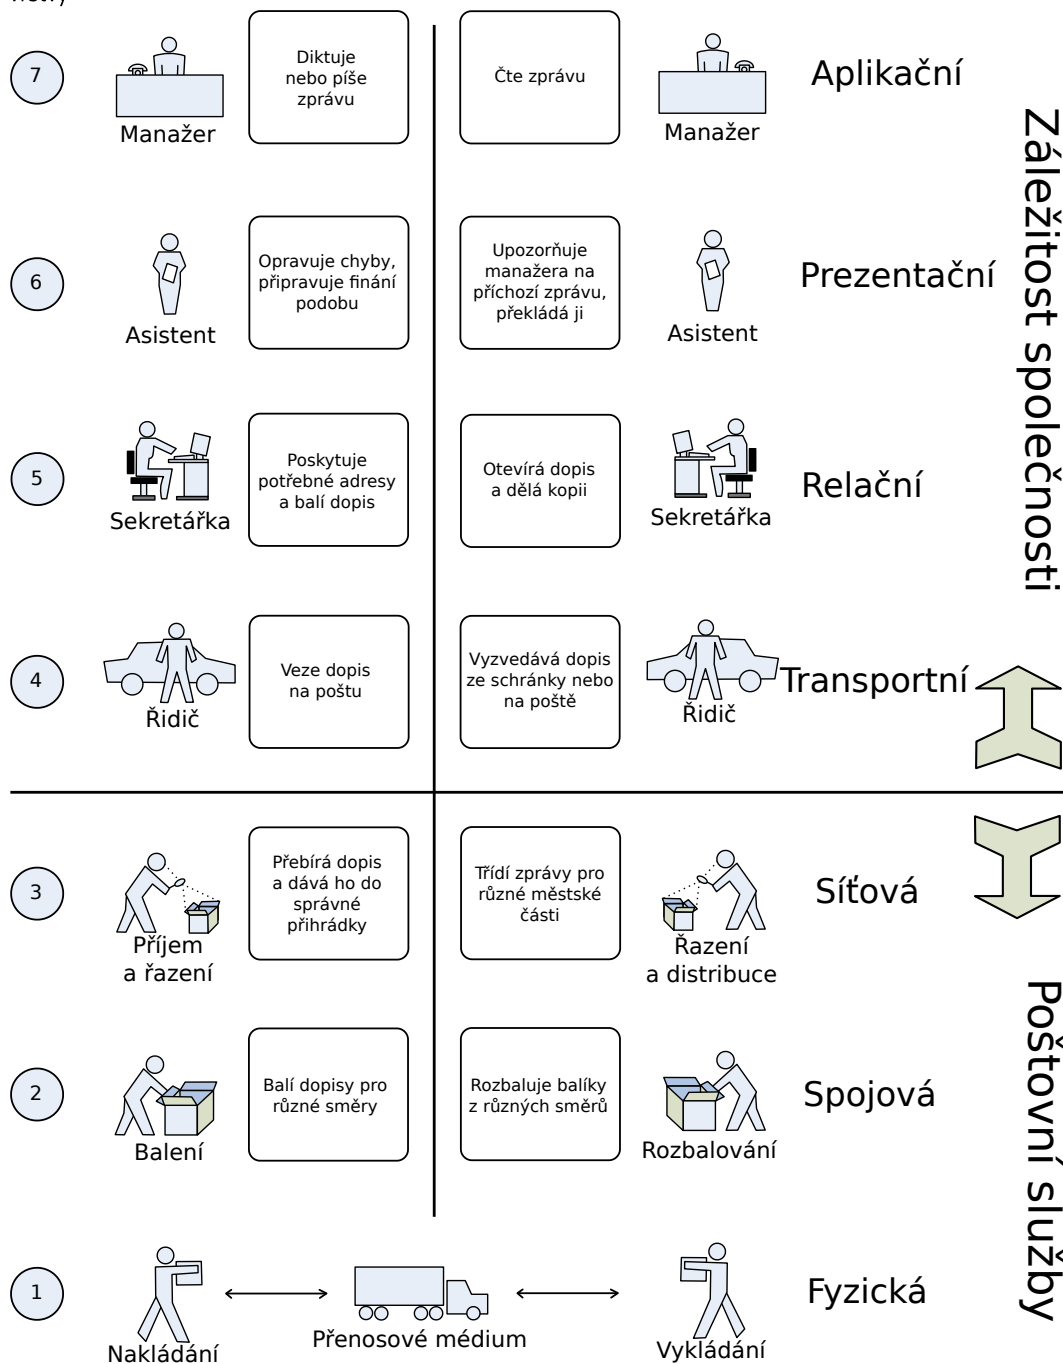 7
Manažer
Diktuje
nebo píše
zprávu
Čte zprávu
Manažer
Aplikační
6
Asistent
Opravuje chyby,
připravuje finání
podobu
Upozorňuje
manažera na
příchozí zprávu,
překládá ji
Asistent
Prezentační
5
Sekretářka
Poskytuje
potřebné adresy
a balí dopis
Otevírá dopis
a dělá kopii
Sekretářka
Relační
4
Řidič
Veze dopis
na poštu
Vyzvedává dopis
ze schránky nebo
na poště
Řidič
Transportní
Záležitost společnosti
3
Příjem
a řazení
Přebírá dopis
a dává ho do
správné
přihrádky
Třídí zprávy pro
různé městské
části
Řazení
a distribuce
Síťová
2
Balení
Balí dopisy pro
různé směry
Rozbaluje balíky
z různých směrů
Rozbalování
Spojová
1
Nakládání
Přenosové médium
Vykládání
Fyzická
Poštovní služby